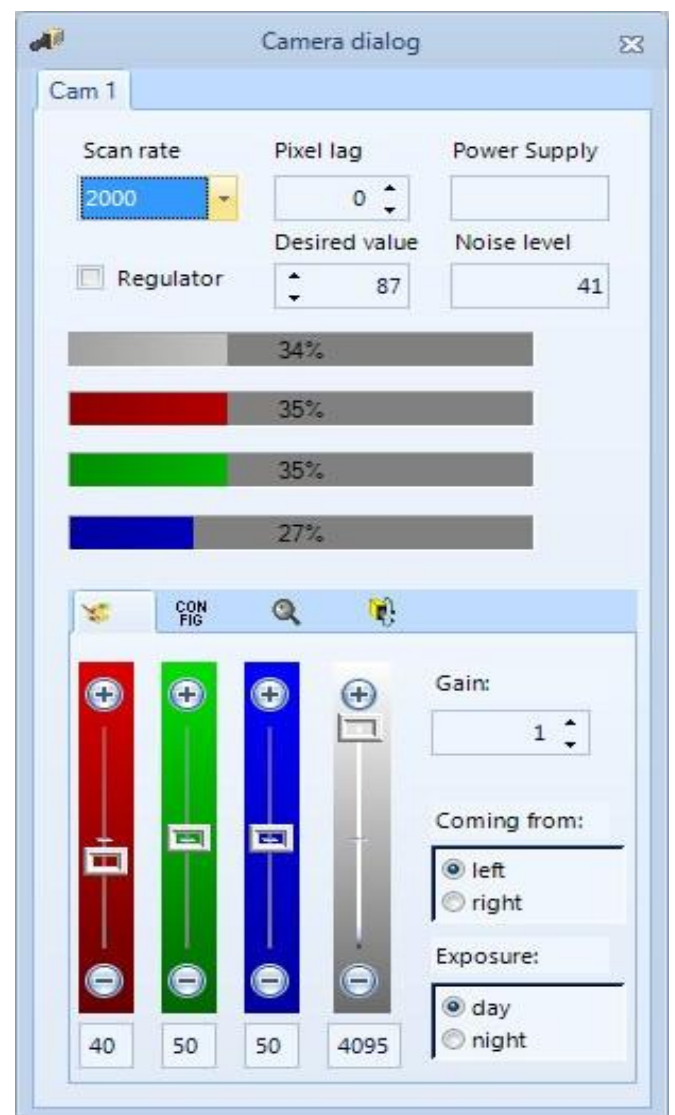 Camera dialog
Cam 1
Scan rate Pixel lag Power Supply
2000 0
Desired value Noise level
Regulator 87 41
34%
35%
35%
27%
CON
FIG
Gain:
1
Coming from:
left
right
Exposure:
day
night
40 50 50 4095